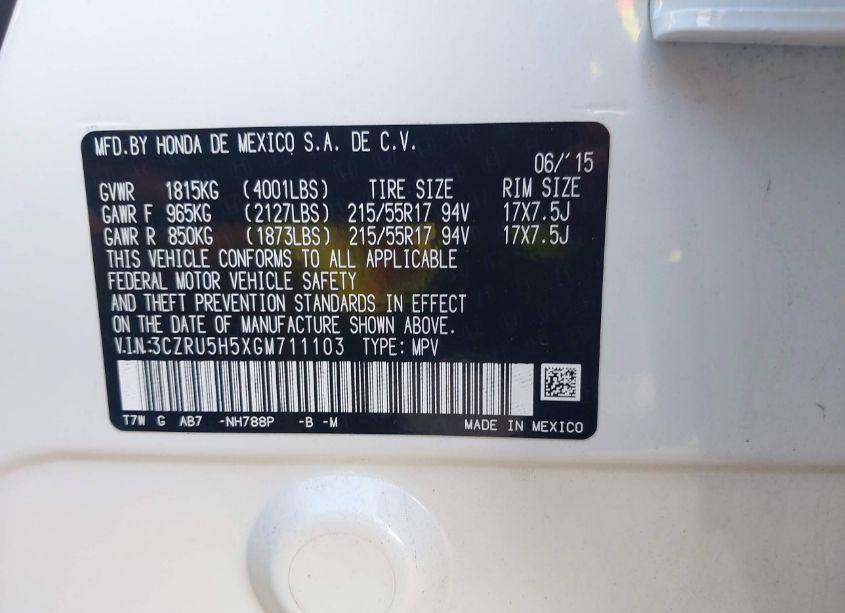 MFD.BY HONDA DE MEXICO S.A. DE C.V.
06/'15
GVWR 1815KG (4001LBS) TIRE SIZE RIM SIZE
GAWR F 965KG (2127LBS) 215/55R17 94V 17X7.5J
GAWR R 850KG (1873LBS) 215/55R17 94V 17X7.5J
THIS VEHICLE CONFORMS TO ALL APPLICABLE
FEDERAL MOTOR VEHICLE SAFETY
AND THEFT PREVENTION STANDARDS IN EFFECT
ON THE DATE OF MANUFACTURE SHOWN ABOVE.
V.I.N.:3CZRU5H5XGM711103 TYPE: MPV
T7W G AB7 -NH788P -B -M MADE IN MEXICO